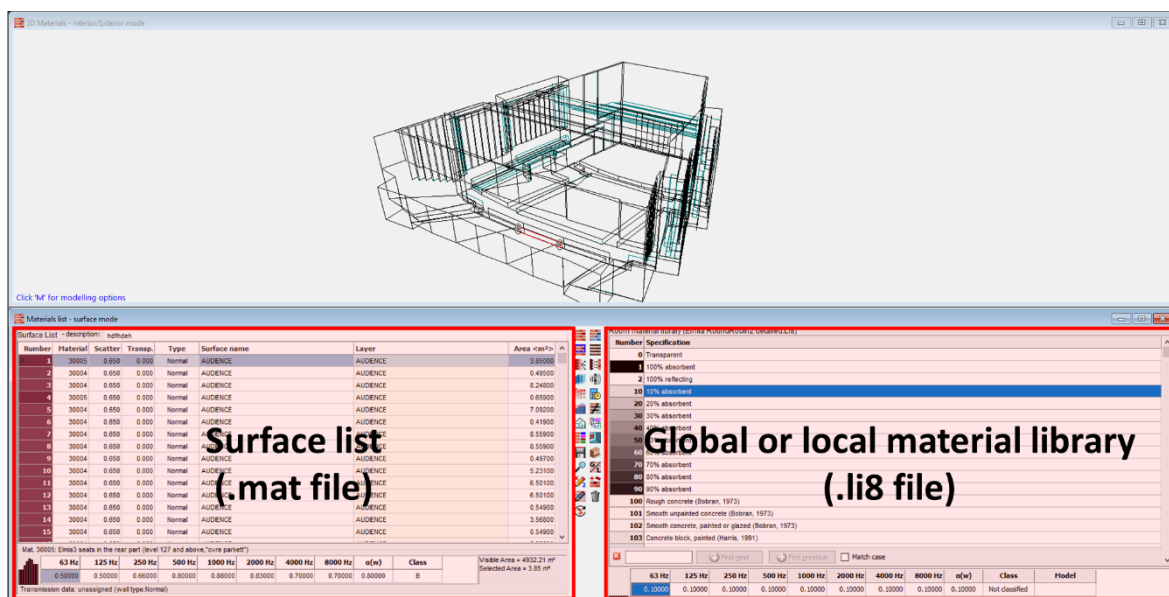 3D Materials - Interior/Exterior mode
Click 'M' for modelling options
Materials list - surface mode
Surface List - description: hdfhdeh
Number Material Scatter Transp. Type Surface name Layer Area <m²>
1 30005 0.650 0.000 Normal AUDIENCE AUDIENCE 3.85000
2 30004 0.650 0.000 Normal AUDIENCE AUDIENCE 0.49500
3 30004 0.650 0.000 Normal AUDIENCE AUDIENCE 8.24800
4 30004 0.650 0.000 Normal AUDIENCE AUDIENCE 0.65900
5 30004 0.650 0.000 Normal AUDIENCE AUDIENCE 7.09200
6 30004 0.650 0.000 Normal AUDIENCE AUDIENCE 0.41900
7 30004 0.650 0.000 Normal AUDIENCE AUDIENCE 8.55900
8 30004 0.650 0.000 Normal AUDIENCE 8.55900
9 30004 0.650 0.000 Normal AUDIENCE 0.49700
10 30004 0.650 0.000 Normal AUDIENCE 5.23100
11 30004 0.650 0.000 Normal AUDIENCE 6.50100
12 30004 0.650 0.000 Normal AUDIENCE 6.50100
13 30004 0.650 0.000 Normal AUDIENCE AUDIENCE 0.54900
14 30004 0.650 0.000 Normal AUDIENCE AUDIENCE 3.56800
15 30004 0.650 0.000 Normal AUDIENCE AUDIENCE 0.54900
Surface list
(.mat file)
Mat. 30005: Elmia3 seats in the rear part (level 127 and above,"ovre parkett")
63 Hz 125 Hz 250 Hz 500 Hz 1000 Hz 2000 Hz 4000 Hz 8000 Hz α(w) Class
0.50000 0.50000 0.66000 0.80000 0.88000 0.83000 0.70000 0.70000 0.80000 B
Visible Area = 4932.21 m²
Selected Area = 3.85 m²
Transmission data: unassigned (wall type:Normal)
Room material library (Elmia RoundRobin2 detailed.Li8)
Number Specification
0 Transparent
1 100% absorbent
2 100% reflecting
10 10% absorbent
20 20% absorbent
30 30% absorbent
40
50
60
70 70% absorbent
80 80% absorbent
90 90% absorbent
100 Rough concrete (Bobran, 1973)
101 Smooth unpainted concrete (Bobran, 1973)
102 Smooth concrete, painted or glazed (Bobran, 1973)
103 Concrete block, painted (Harris, 1991)
Global or local material library
(.li8 file)
Find next Find previous Match case
63 Hz 125 Hz 250 Hz 500 Hz 1000 Hz 2000 Hz 4000 Hz 8000 Hz α(w) Class Model
0.10000 0.10000 0.10000 0.10000 0.10000 0.10000 0.10000 0.10000 0.10000 Not classified